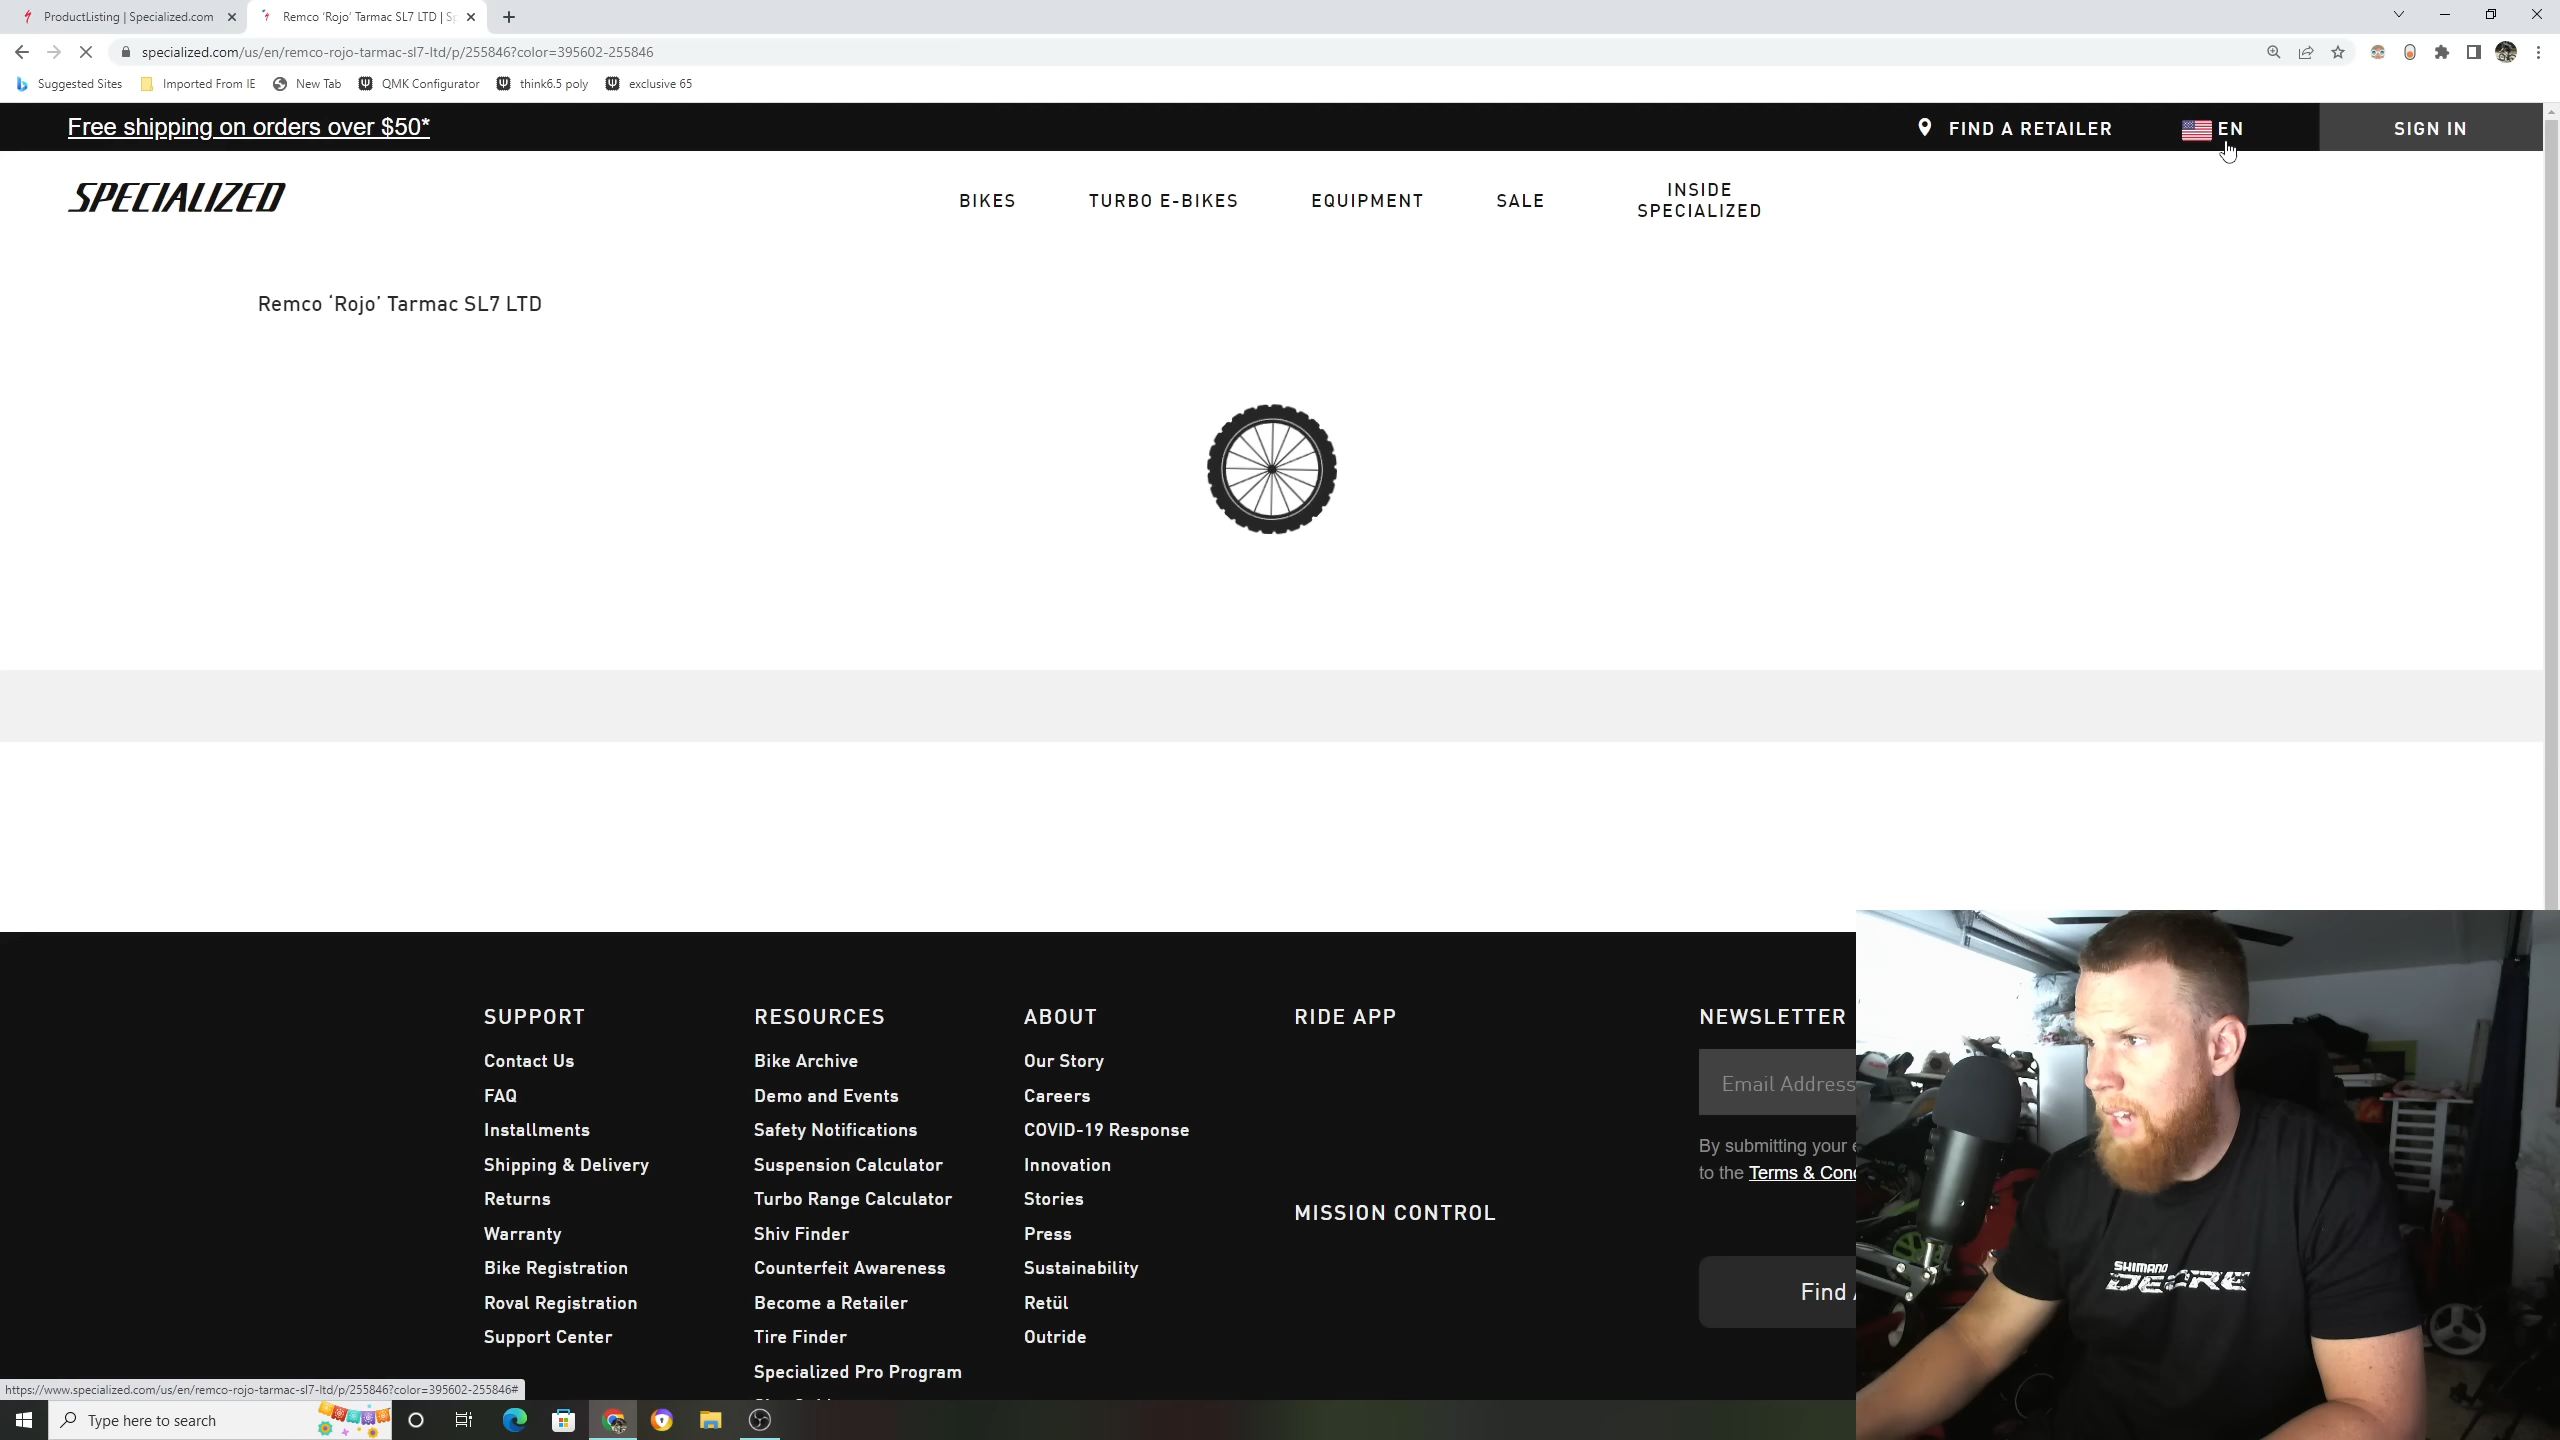 ProductListing | Specialized.com
Remco 'Rojo' Tarmac SL7 LTD | Sp
specialized.com/us/en/remco-rojo-tarmac-sl7-ltd/p/255846?color=395602-255846
Suggested Sites
Imported From IE
New Tab
QMK Configurator
think6.5 poly
exclusive 65
Free shipping on orders over $50*
FIND A RETAILER
EN
SIGN IN
SPECIALIZED
BIKES
TURBO E-BIKES
EQUIPMENT
SALE
INSIDE
SPECIALIZED
Remco ‘Rojo’ Tarmac SL7 LTD
SUPPORT
Contact Us
FAQ
Installments
Shipping & Delivery
Returns
Warranty
Bike Registration
Roval Registration
Support Center
RESOURCES
Bike Archive
Demo and Events
Safety Notifications
Suspension Calculator
Turbo Range Calculator
Shiv Finder
Counterfeit Awareness
Become a Retailer
Tire Finder
Specialized Pro Program
ABOUT
Our Story
Careers
COVID-19 Response
Innovation
Stories
Press
Sustainability
Retül
Outride
RIDE APP
MISSION CONTROL
NEWSLETTER
Email Address
By submitting your
to the Terms & Con
Find
SHIMANO
DEORE
https://www.specialized.com/us/en/remco-rojo-tarmac-sl7-ltd/p/255846?color=395602-255846#
Type here to search